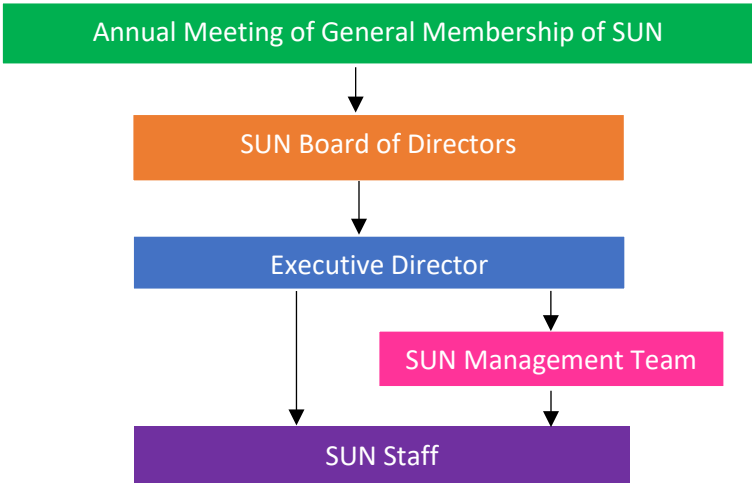 Annual Meeting of General Membership of SUN
SUN Board of Directors
Executive Director
SUN Management Team
SUN Staff